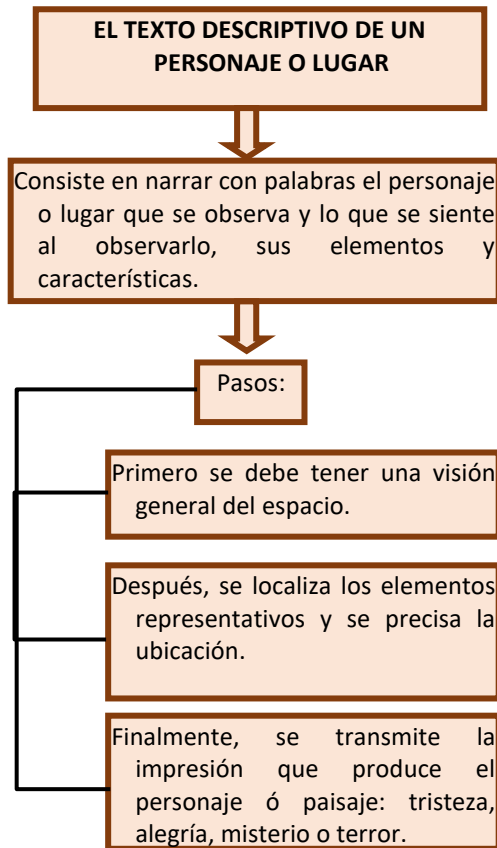 EL TEXTO DESCRIPTIVO DE UN
PERSONAJE O LUGAR
Consiste en narrar con palabras el personaje
o lugar que se observa y lo que se siente
al observarlo, sus elementos y
características.
Pasos:
Primero se debe tener una visión
general del espacio.
Después, se localiza los elementos
representativos y se precisa la
ubicación.
Finalmente, se transmite la
impresión que produce el
personaje ó paisaje: tristeza,
alegría, misterio o terror.